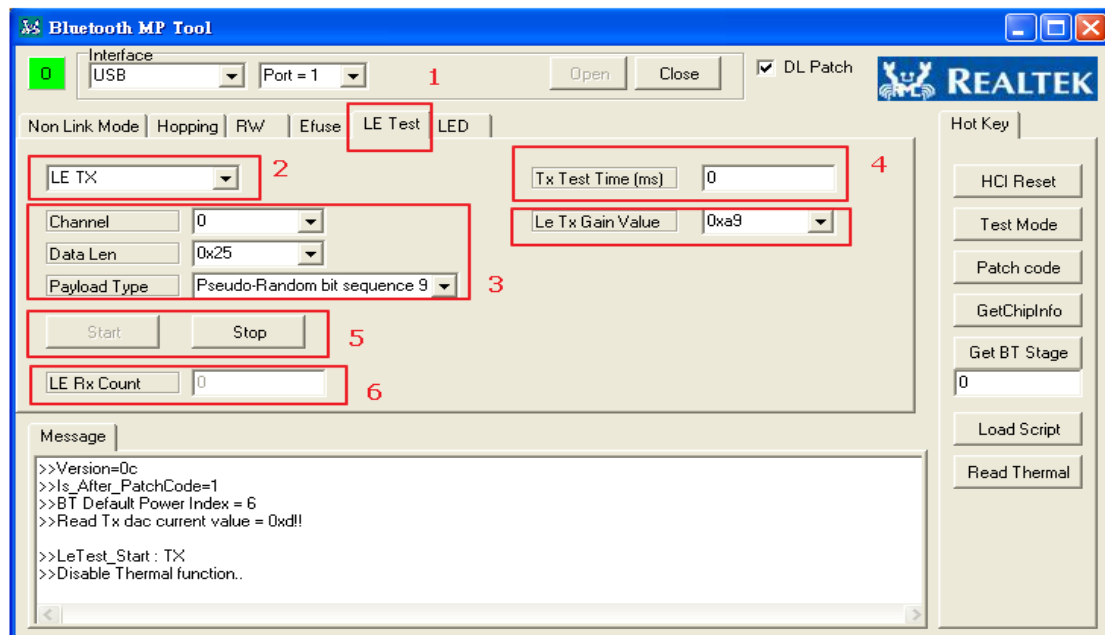 Bluetooth MP Tool
Interface
0 USB Port = 1 1 Open Close DL Patch
REALTEK
Non Link Mode Hopping RW Efuse LE Test LED
Hot Key
LE TX 2
Tx Test Time (ms) 0 4
Channel 0
Le Tx Gain Value 0xa9
Data Len 0x25
Payload Type Pseudo-Random bit sequence 9 3
Start Stop 5
LE Rx Count 0 6
HCI Reset
Test Mode
Patch code
GetChipInfo
Get BT Stage
0
Load Script
Read Thermal
Message
>>Version=0c
>>Is_After_PatchCode=1
>>BT Default Power Index = 6
>>Read Tx dac current value = 0xd!!
>>LeTest_Start : TX
>>Disable Thermal function..